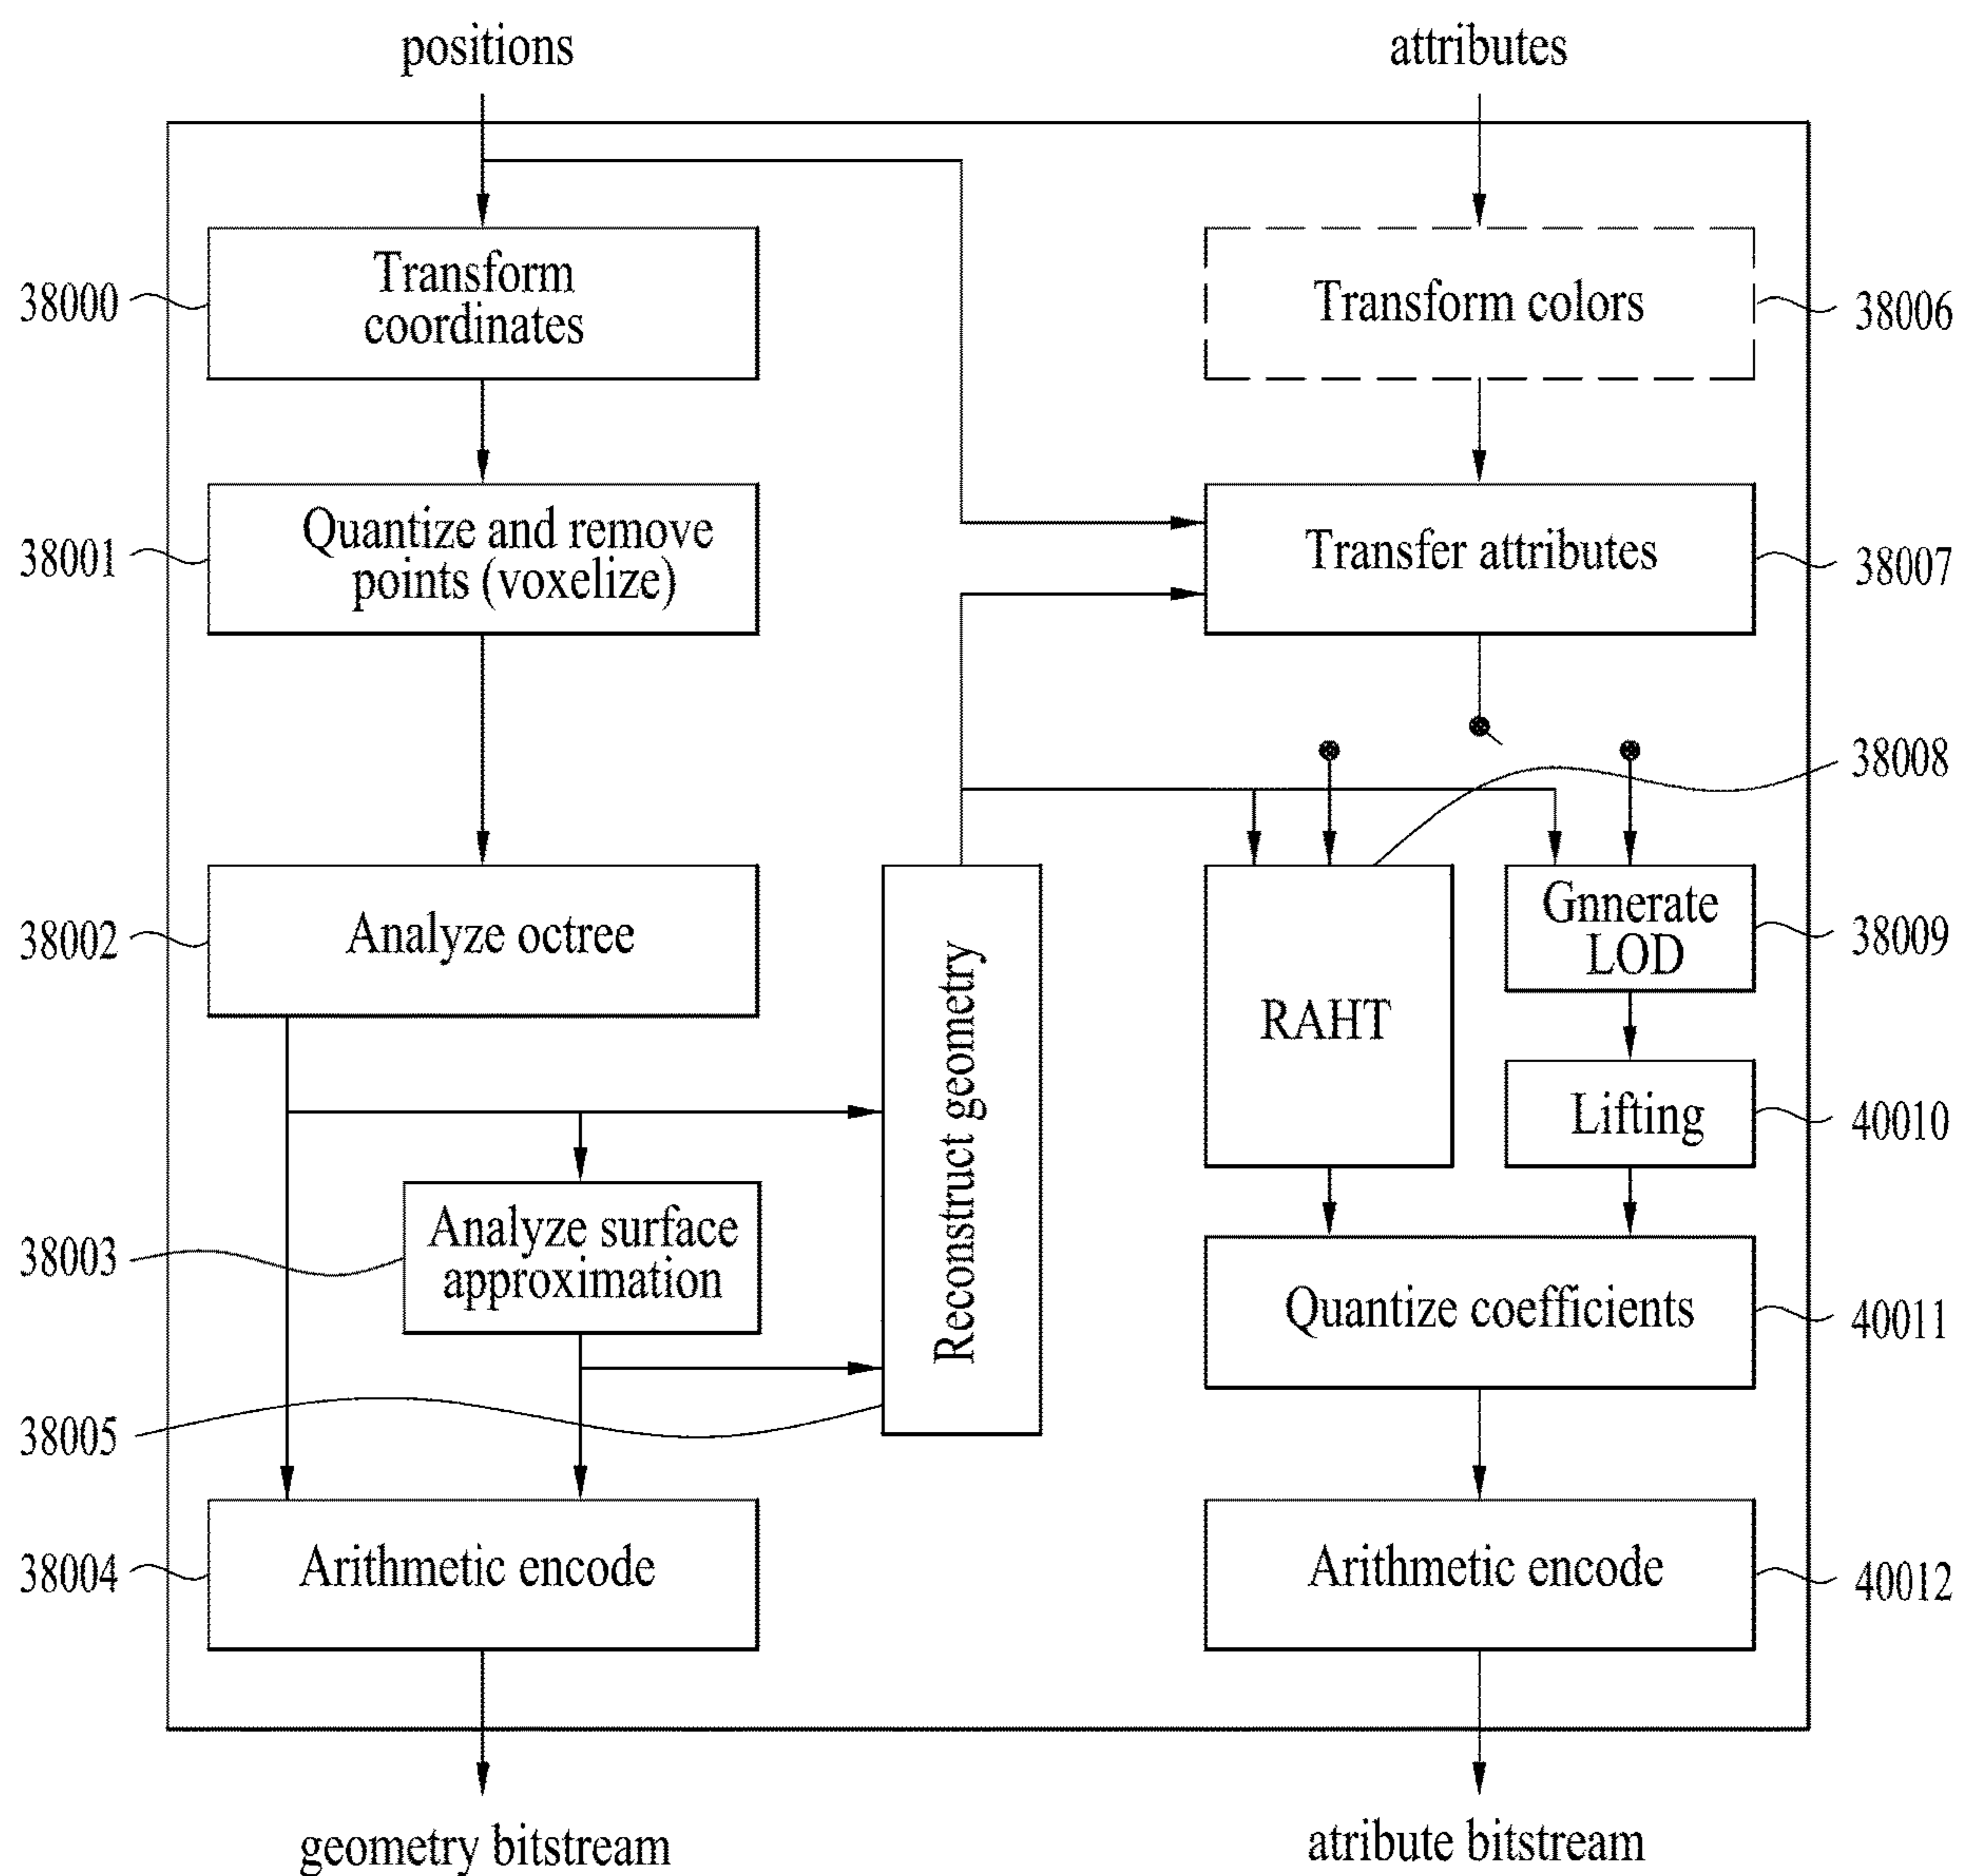 positions
attributes
38000
Transform
coordinates
Transform colors
38006
38001
Quantize and remove
points (voxelize)
Transfer attributes
38007
38008
38002
Analyze octree
Reconstruct geometry
RAHT
Gnnerate
LOD
38009
Lifting
40010
38003
Analyze surface
approximation
Quantize coefficients
40011
38005
38004
Arithmetic encode
Arithmetic encode
40012
geometry bitstream
atribute bitstream